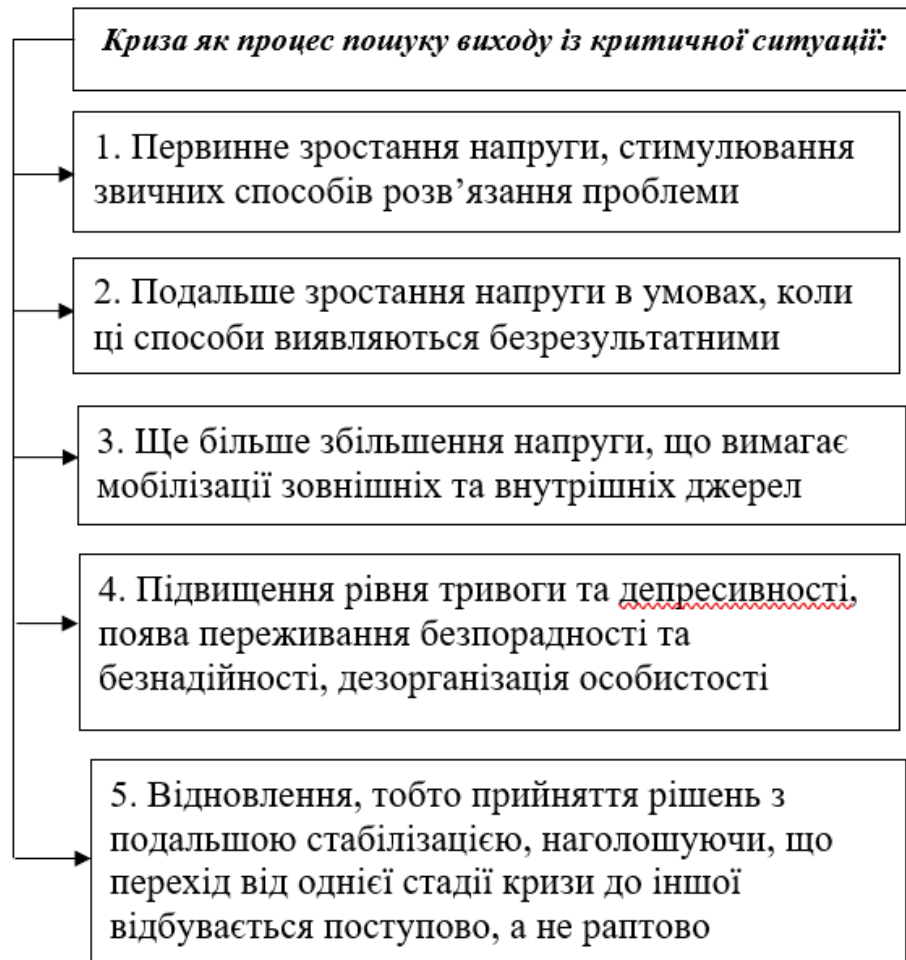 Криза як процес пошуку виходу із критичної ситуації:
1. Первинне зростання напруги, стимулювання
звичних способів розв’язання проблеми
2. Подальше зростання напруги в умовах, коли
ці способи виявляються безрезультатними
3. Ще більше збільшення напруги, що вимагає
мобілізації зовнішніх та внутрішніх джерел
4. Підвищення рівня тривоги та депресивності,
поява переживання безпорадності та
безнадійності, дезорганізація особистості
5. Відновлення, тобто прийняття рішень з
подальшою стабілізацією, наголошуючи, що
перехід від однієї стадії кризи до іншої
відбувається поступово, а не раптово